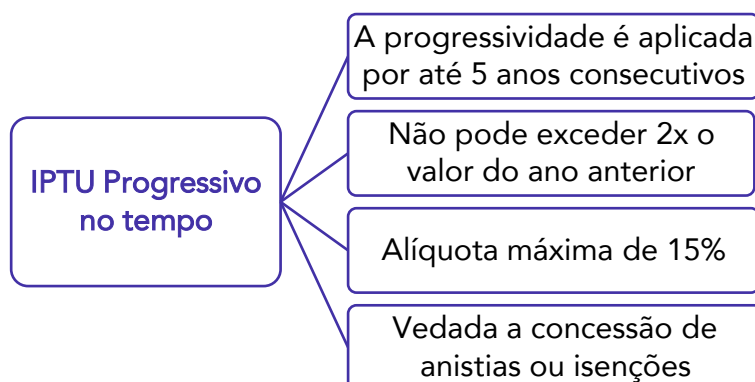 IPTU Progressivo
no tempo
A progressividade é aplicada
por até 5 anos consecutivos
Não pode exceder 2x o
valor do ano anterior
Alíquota máxima de 15%
Vedada a concessão de
anistias ou isenções